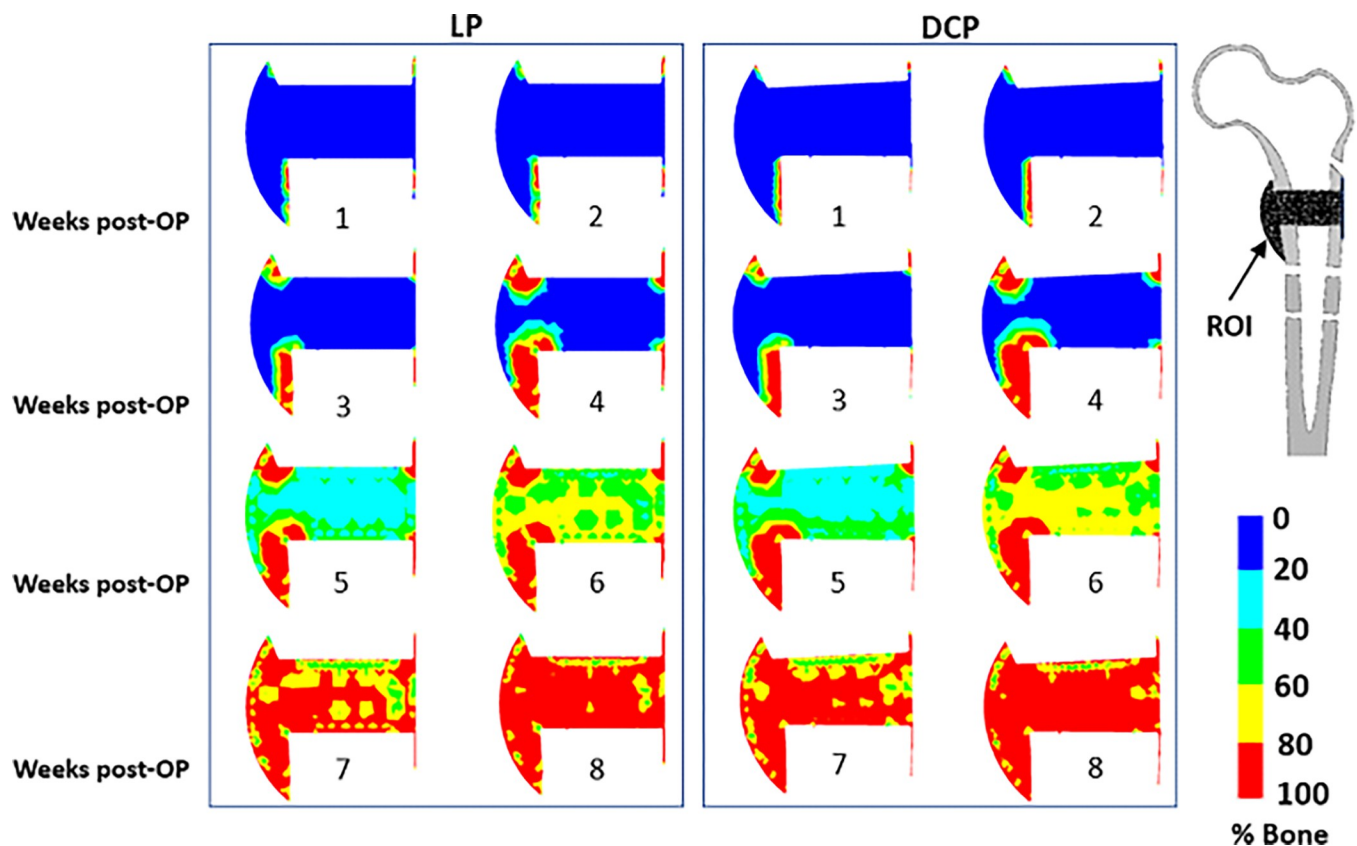 LP
DCP
Weeks post-OP 1 2 1 2
Weeks post-OP 3 4 3 4
Weeks post-OP 5 6 5 6
Weeks post-OP 7 8 7 8
ROI
0
20
40
60
80
100
% Bone